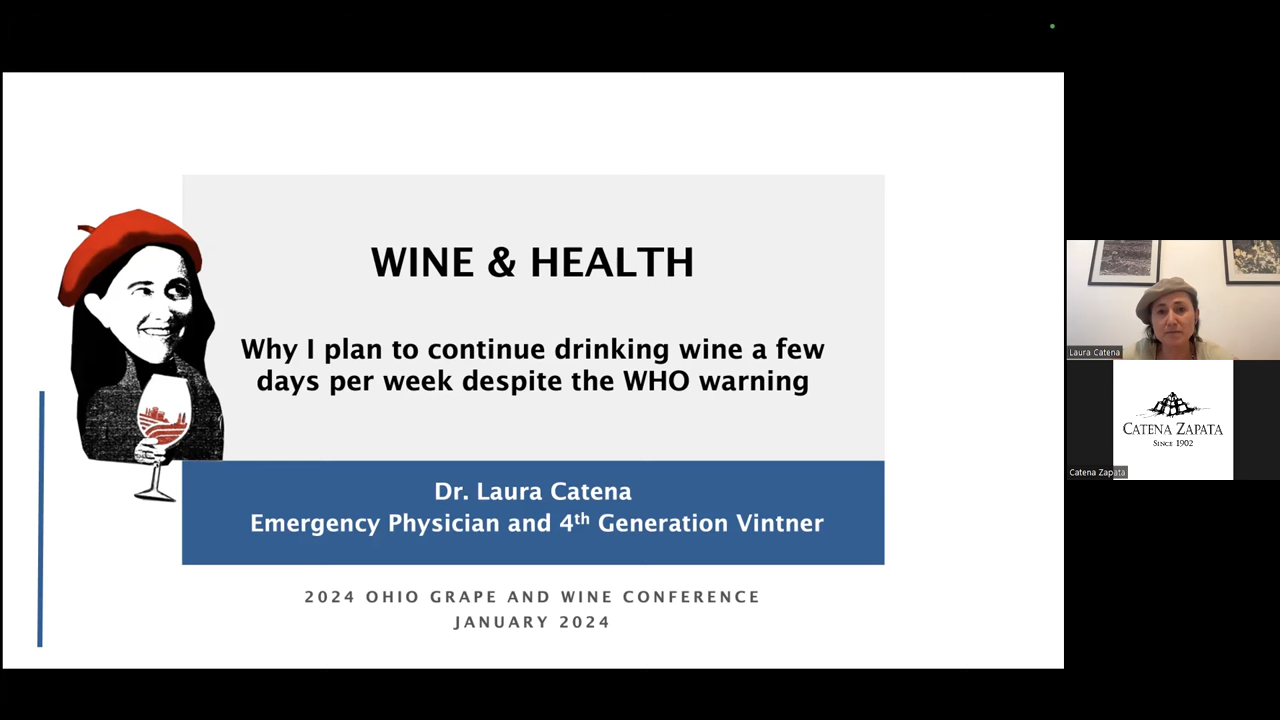 WINE & HEALTH
Why I plan to continue drinking wine a few
days per week despite the WHO warning
Dr. Laura Catena
Emergency Physician and 4th Generation Vintner
2024 OHIO GRAPE AND WINE CONFERENCE
JANUARY 2024
Laura Catena
CATENA ZAPATA
SINCE 1902
Catena Zapata